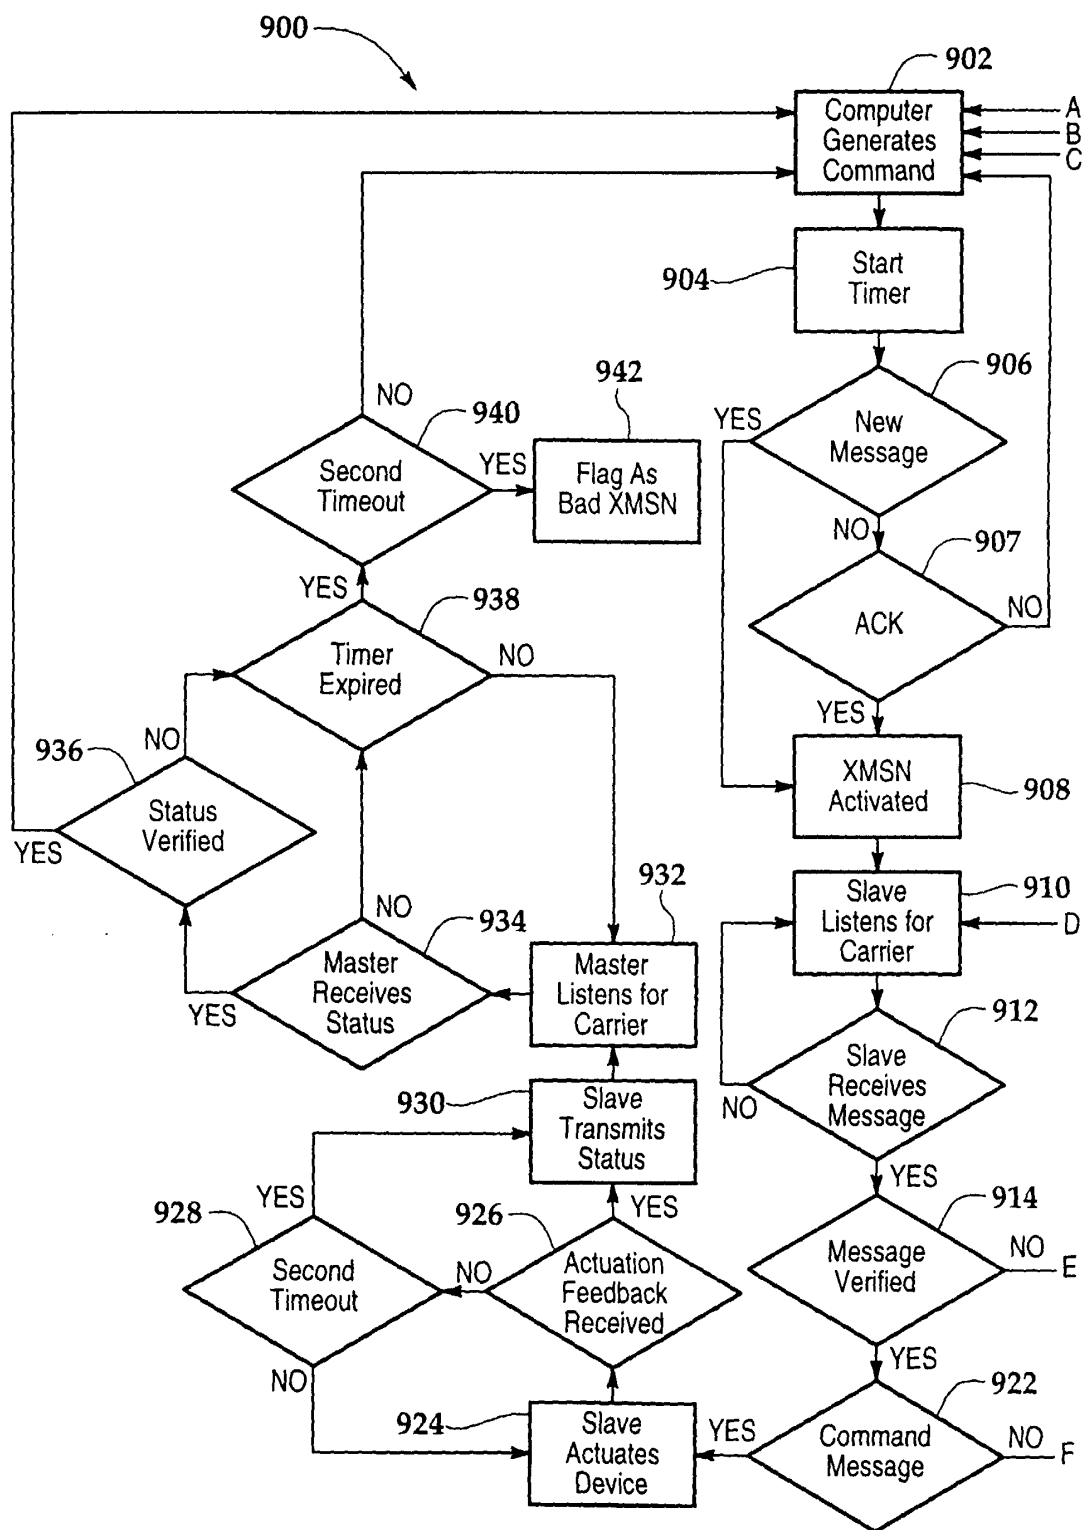 900
902
Computer
Generates
Command
A
B
C
904
Start
Timer
906
New
Message
YES
NO
907
ACK
NO
YES
942
Flag As
Bad XMSN
NO
940
Second
Timeout
YES
YES
938
Timer
Expired
NO
936
NO
Status
Verified
YES
XMSN
Activated
908
Slave
Listens for
Carrier
910
D
932
Master
Listens for
Carrier
NO
934
Master
Receives
Status
YES
912
Slave
Receives
Message
NO
YES
930
Slave
Transmits
Status
YES
928
Second
Timeout
NO
926
YES
Actuation
Feedback
Received
NO
914
Message
Verified
NO
E
YES
924
Slave
Actuates
Device
YES
922
Command
Message
NO
F